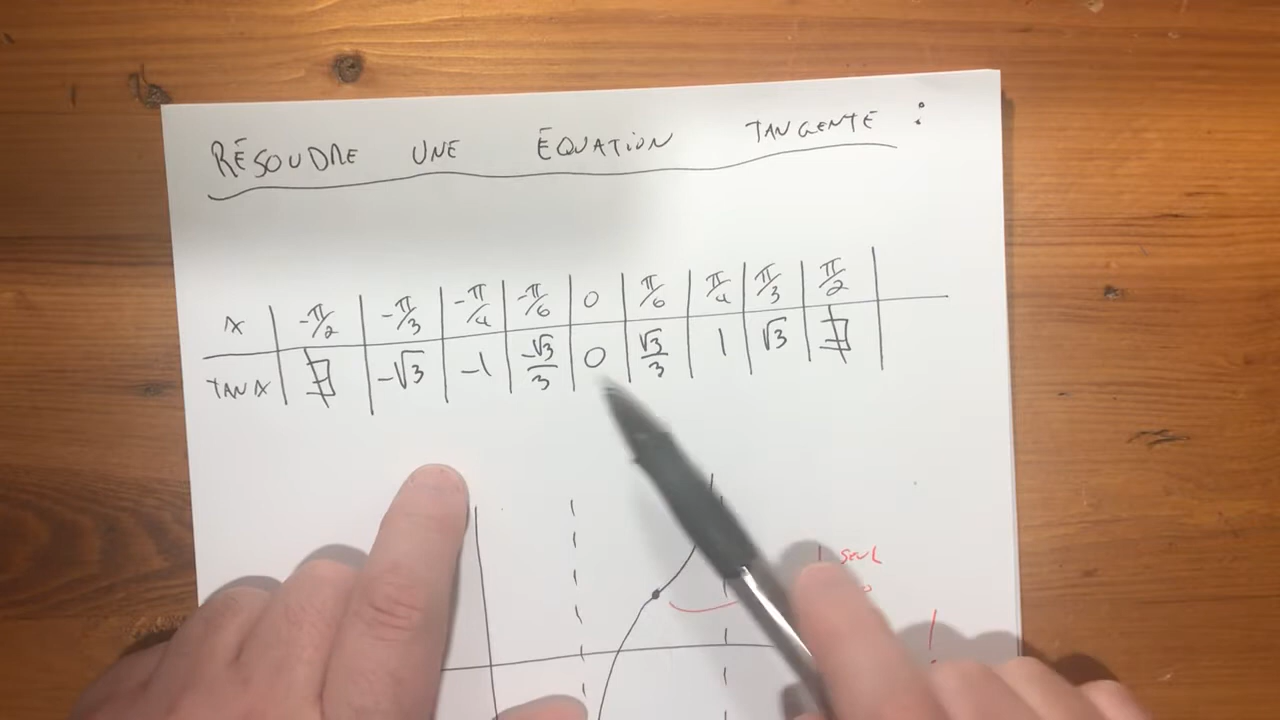 RÉSOUDRE UNE ÉQUATION TANGENTE :
x -π/2 -π/3 -π/4 -π/6 0 π/6 π/4 π/3 π/2
TAN x ∄ -√3 -1 -√3/3 0 √3/3 1 √3 ∄
1 seul
!